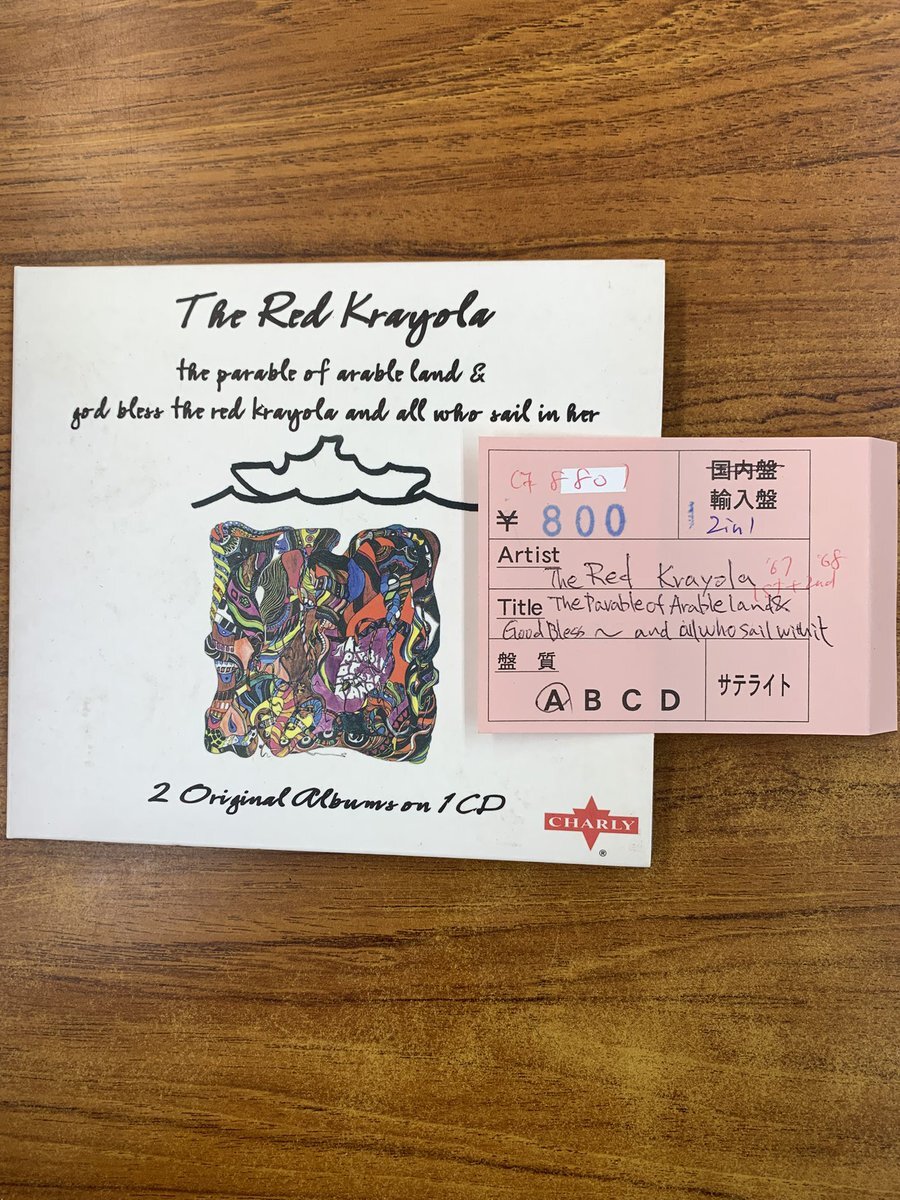 The Red Krayola
the parable of arable land &
god bless the red krayola and all who sail in her
2 Original Albums on 1 CD
CHARLY
®
880)
¥ 800
国内盤
輸入盤
2in1
Artist The Red Krayola '67 '68
1st + 2nd
Title The Parable of Arable land &
Good Bless ~ and all who sail with it
盤質
A B C D
サテライト